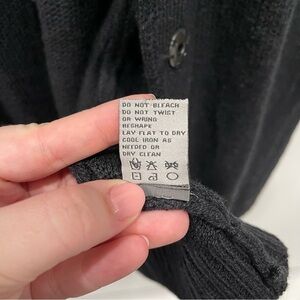 DO NOT BLEACH
DO NOT TWIST
OR WRING
RESHAPE
LAY FLAT TO DRY
COOL IRON AS
NEEDED OR
DRY CLEAN